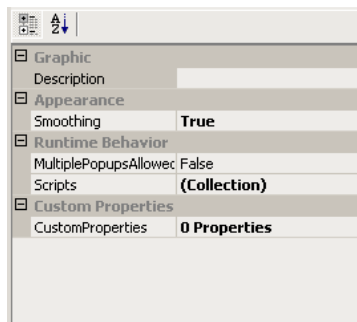 Graphic
Description
Appearance
Smoothing True
Runtime Behavior
MultiplePopupsAllowec False
Scripts (Collection)
Custom Properties
CustomProperties 0 Properties